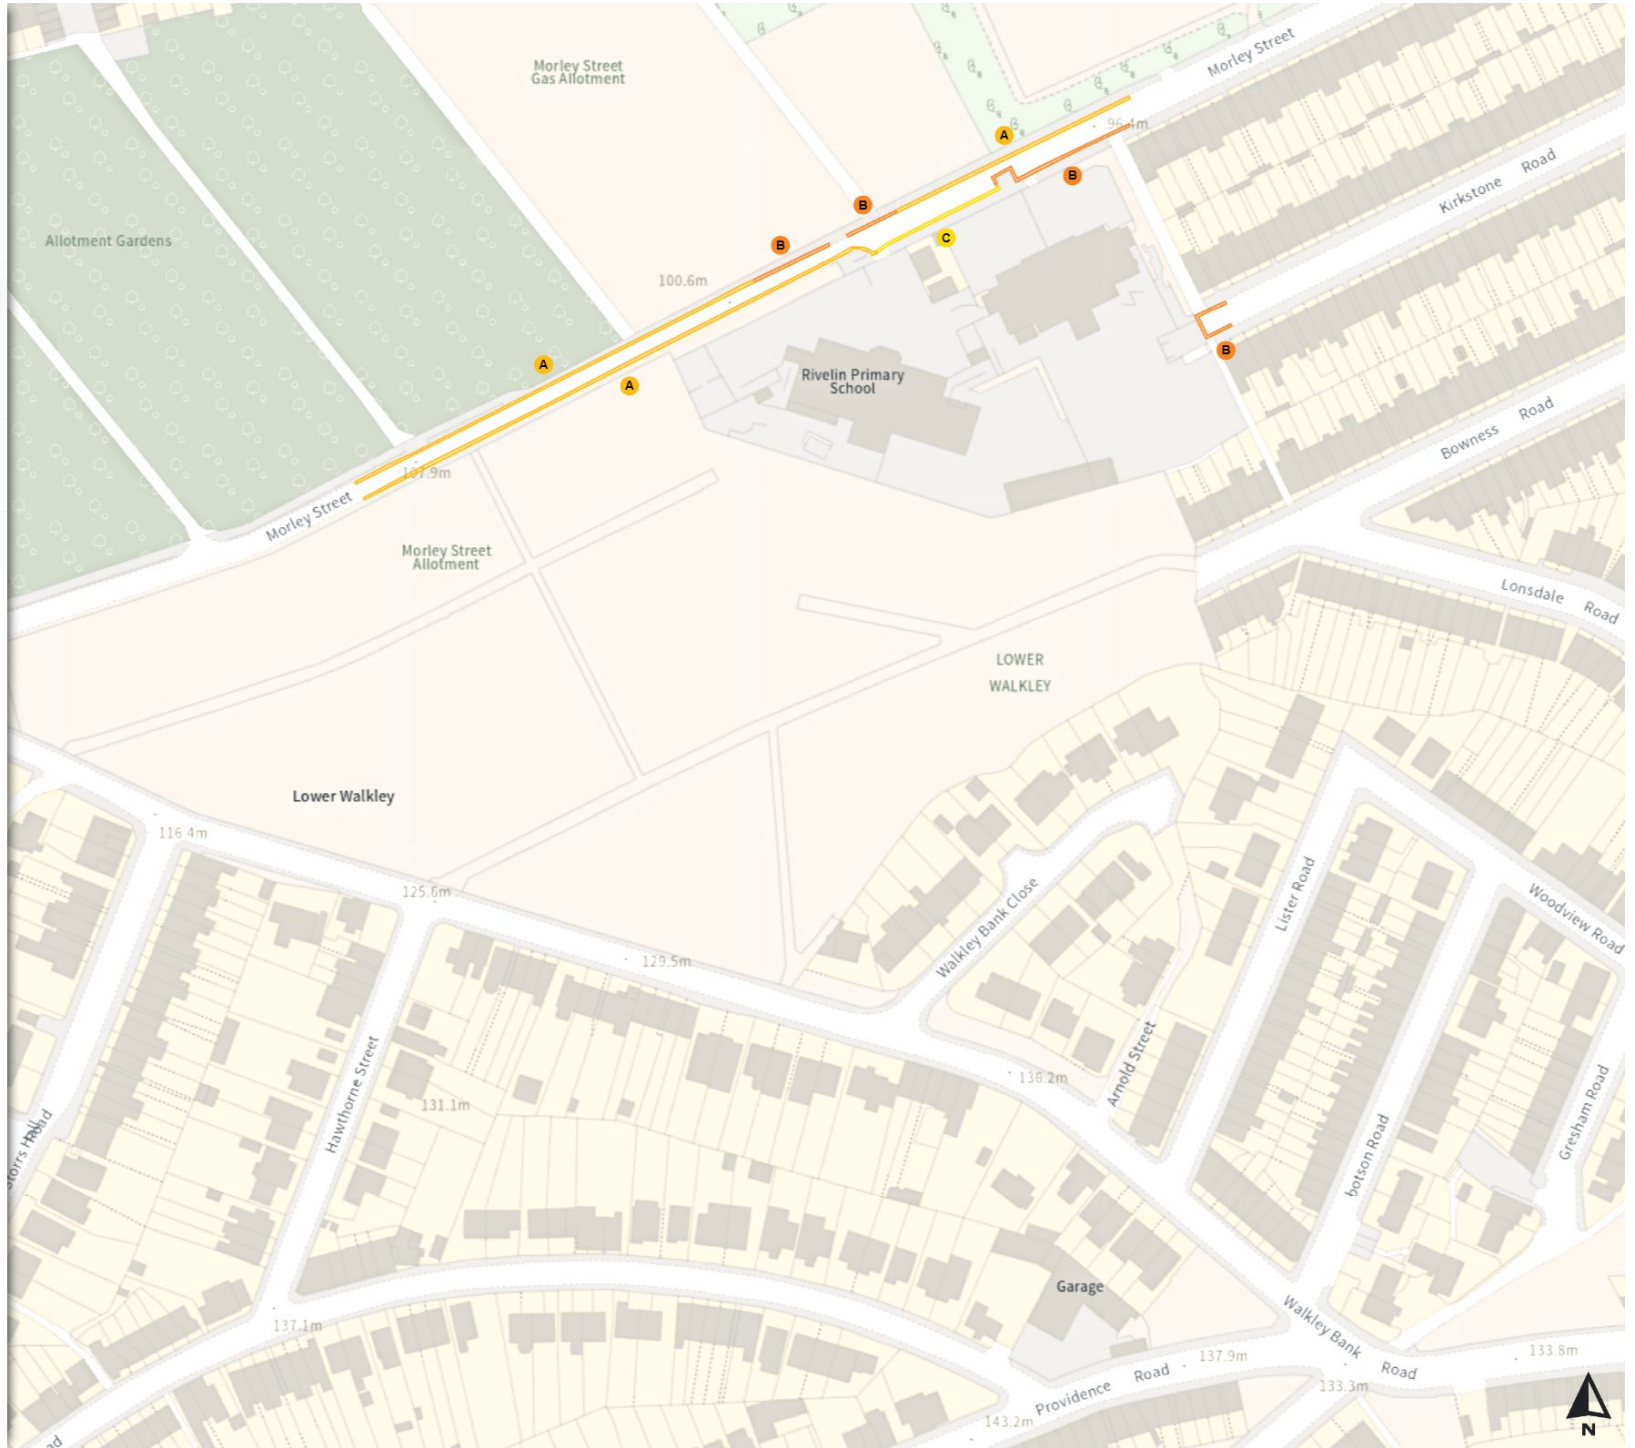 Morley Street
Gas Allotment
Morley Street
A
96.4m
B
Kirkstone Road
B
Allotment Gardens
B
C
100.6m
B
A
A
Rivelin Primary
School
Bowness Road
107.9m
Morley Street
Morley Street
Allotment
Lonsdale Road
LOWER
WALKLEY
Lower Walkley
116.4m
125.6m
Walkley Bank Close
Lister Road
Woodview Road
129.5m
Hawthorne Street
131.1m
136.2m
Arnold Street
Road
botson Road
Gresham Road
Garage
137.1m
Walkley Bank Road
Providence Road
137.9m
133.8m
133.3m
143.2m
N